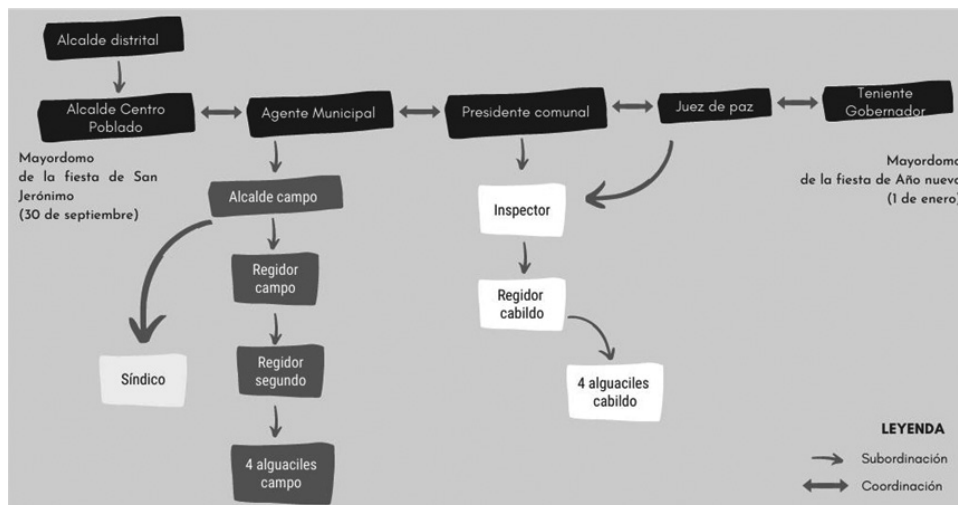 Alcalde distrital
Alcalde Centro
Poblado
Agente Municipal
Presidente comunal
Juez de paz
Teniente
Gobernador
Mayordomo
de la fiesta de San
Jerónimo
(30 de septiembre)
Mayordomo
de la fiesta de Año nuevo
(1 de enero)
Alcalde campo
Inspector
Regidor
campo
Regidor
cabildo
Síndico
Regidor
segundo
4 alguaciles
cabildo
4 alguaciles
campo
LEYENDA
Subordinación
Coordinación